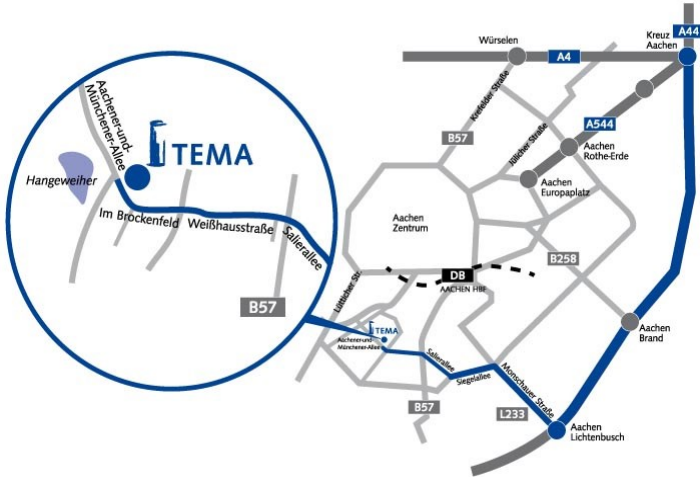 Aachener-und-
Münchener-Allee
TEMA
Hangeweiher
Im Brockenfeld
Weißhausstraße
Salierallee
B57
Kreuz
Aachen
A44
Würselen
A4
Krefelder Straße
B57
Jülicher Straße
A544
Aachen
Rothe-Erde
Aachen
Europaplatz
Aachen
Zentrum
B258
DB
AACHEN HBF
Lütticher Str.
TEMA
Aachener-und-
Münchener-Allee
Salierallee
Siegelallee
Monschauer Straße
B57
L233
Aachen
Brand
Aachen
Lichtenbusch